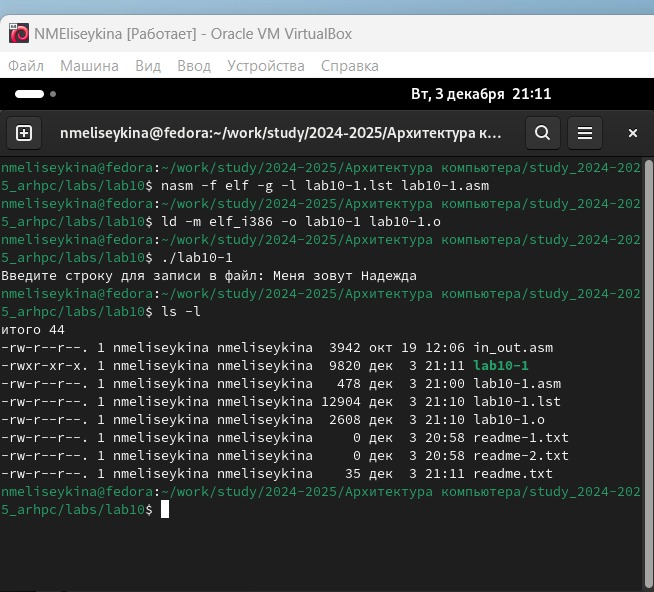 NMEliseykina [Работает] - Oracle VM VirtualBox
Файл Машина Вид Ввод Устройства Справка
Вт, 3 декабря 21:11
nmeliseykina@fedora:~/work/study/2024-2025/Архитектура к...
nmeliseykina@fedora:~/work/study/2024-2025/Архитектура компьютера/study_2024-202
5_arhpc/labs/lab10$ nasm -f elf -g -l lab10-1.lst lab10-1.asm
nmeliseykina@fedora:~/work/study/2024-2025/Архитектура компьютера/study_2024-202
5_arhpc/labs/lab10$ ld -m elf_i386 -o lab10-1 lab10-1.o
nmeliseykina@fedora:~/work/study/2024-2025/Архитектура компьютера/study_2024-202
5_arhpc/labs/lab10$ ./lab10-1
Введите строку для записи в файл: Меня зовут Надежда
nmeliseykina@fedora:~/work/study/2024-2025/Архитектура компьютера/study_2024-202
5_arhpc/labs/lab10$ ls -l
итого 44
-rw-r--r--. 1 nmeliseykina nmeliseykina  3942 окт 19 12:06 in_out.asm
-rwxr-xr-x. 1 nmeliseykina nmeliseykina  9820 дек  3 21:11 lab10-1
-rw-r--r--. 1 nmeliseykina nmeliseykina   478 дек  3 21:00 lab10-1.asm
-rw-r--r--. 1 nmeliseykina nmeliseykina 12904 дек  3 21:10 lab10-1.lst
-rw-r--r--. 1 nmeliseykina nmeliseykina  2608 дек  3 21:10 lab10-1.o
-rw-r--r--. 1 nmeliseykina nmeliseykina     0 дек  3 20:58 readme-1.txt
-rw-r--r--. 1 nmeliseykina nmeliseykina     0 дек  3 20:58 readme-2.txt
-rw-r--r--. 1 nmeliseykina nmeliseykina    35 дек  3 21:11 readme.txt
nmeliseykina@fedora:~/work/study/2024-2025/Архитектура компьютера/study_2024-202
5_arhpc/labs/lab10$